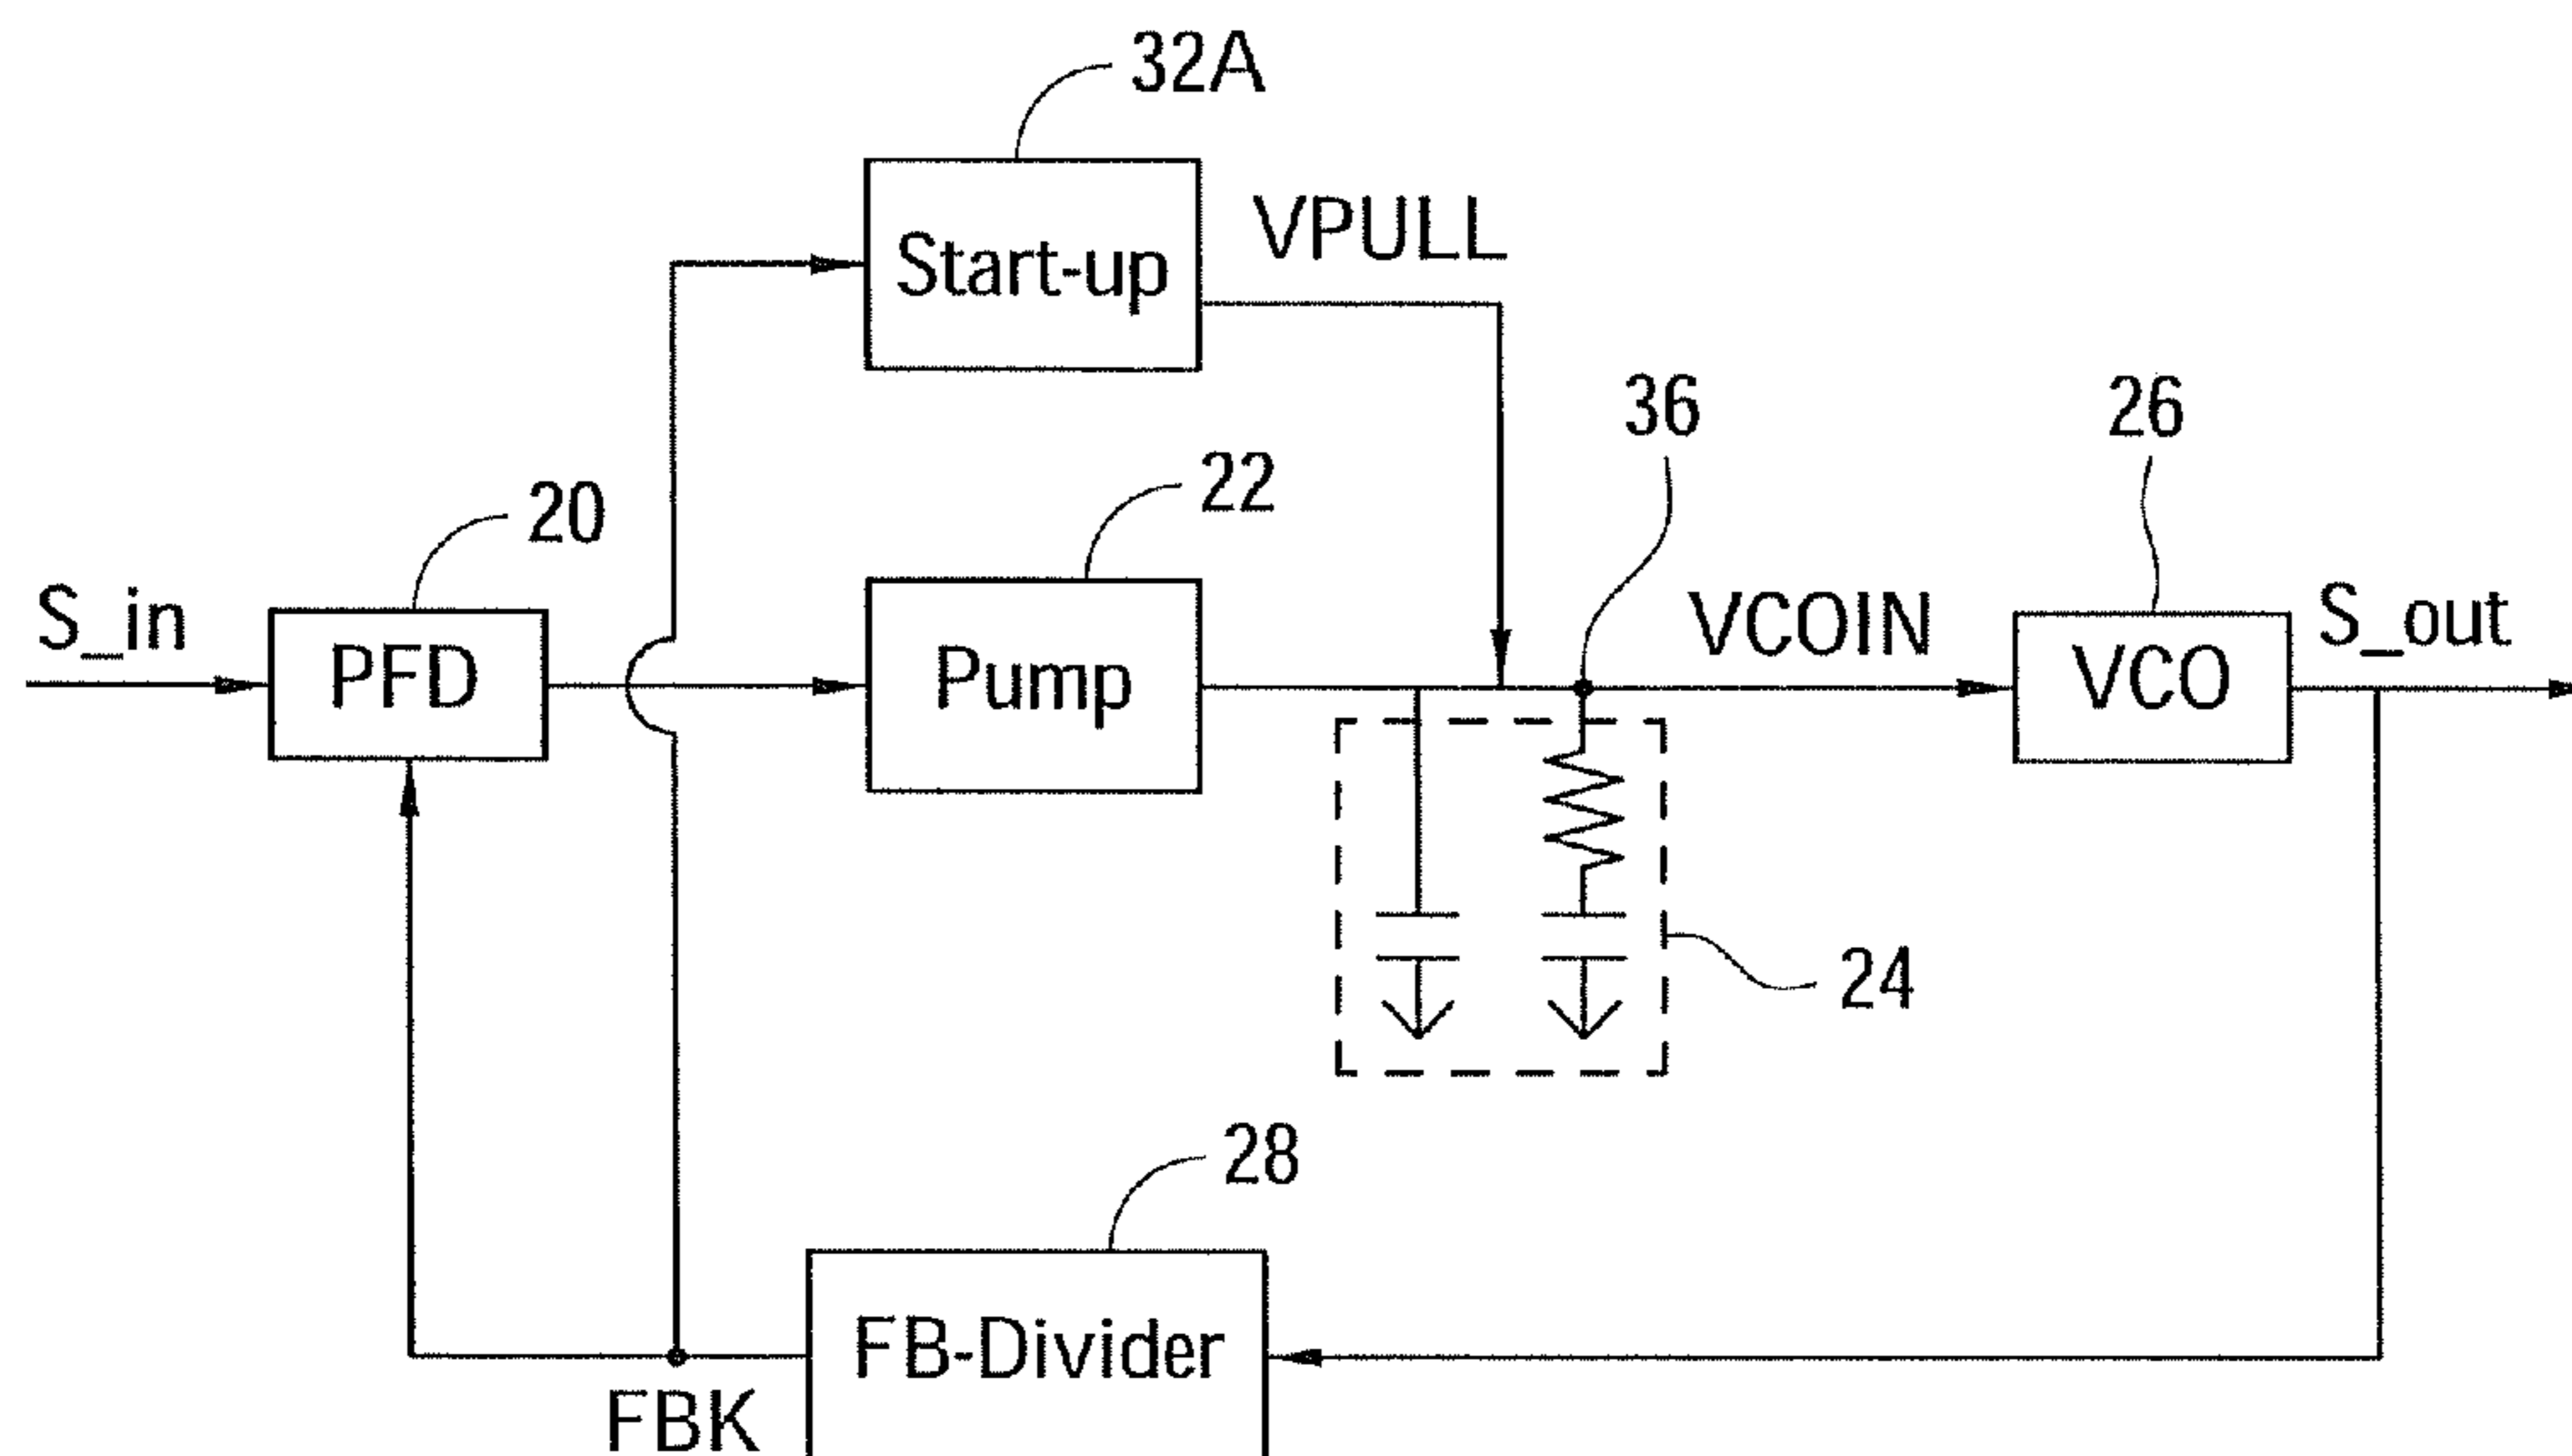 32A
Start-up
VPULL
36
26
20
22
S_in
PFD
Pump
VCOIN
VCO
S_out
24
28
FB-Divider
FBK